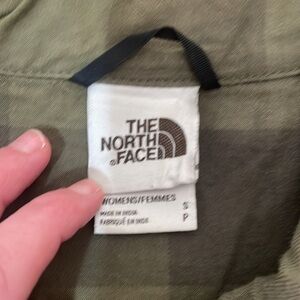 THE
NORTH
FACE
WOMENS/FEMMES S
MADE IN INDIA P
FABRIQUÉ EN INDE